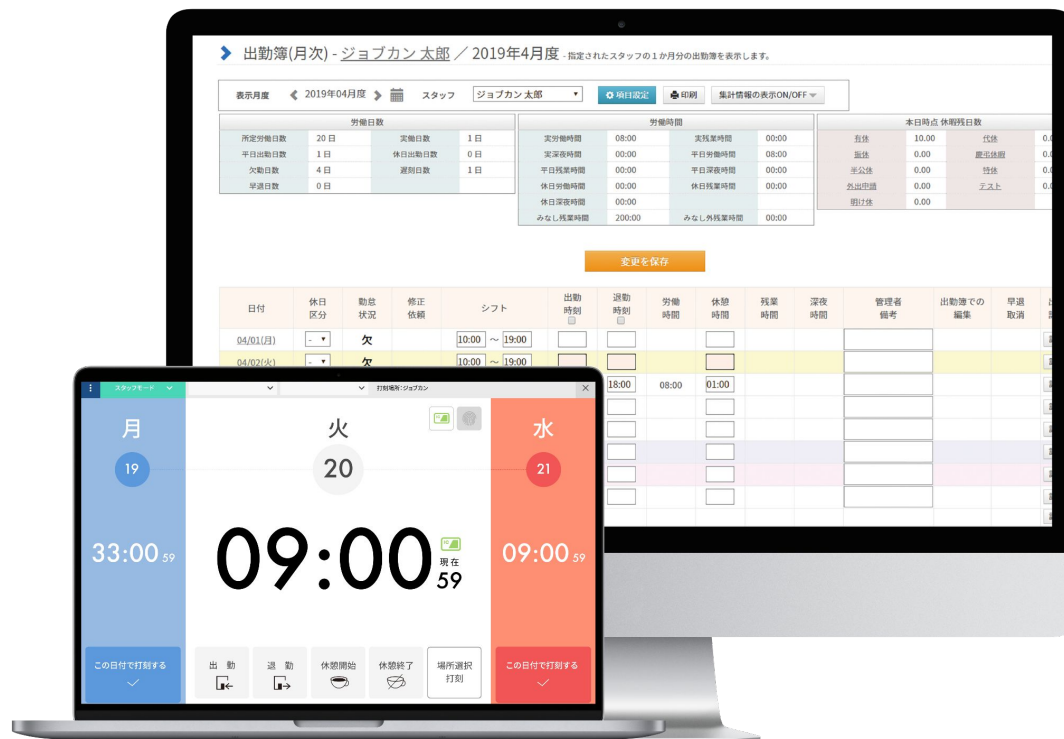 出勤簿(月次) - ジョブカン 太郎 ／ 2019年4月度 - 指定されたスタッフの1か月分の出勤簿を表示します。
表示月度 2019年04月度 スタッフ ジョブカン 太郎 項目設定 印刷 集計情報の表示ON/OFF
労働日数
所定労働日数 20 日 実働日数 1 日
平日出勤日数 1 日 休日出勤日数 0 日
欠勤日数 4 日 遅刻日数 1 日
早退日数 0 日
労働時間
実労働時間 08:00 実残業時間 00:00
実深夜時間 00:00 平日労働時間 08:00
平日残業時間 00:00 平日深夜時間 00:00
休日労働時間 00:00 休日残業時間 00:00
休日深夜時間 00:00
みなし残業時間 200:00 みなし外残業時間 00:00
本日時点 休暇残日数
有休 10.00 代休 0.0
振休 0.00 慶弔休暇 0.0
半公休 0.00 特休 0.0
外出申請 0.00 テスト 0.0
明け休 0.00
変更を保存
日付 休日区分 勤怠状況 修正依頼 シフト 出勤時刻 退勤時刻 労働時間 休憩時間 残業時間 深夜時間 管理者備考 出勤簿での編集 早退取消
04/01(月) - 欠 10:00 ～ 19:00
04/02(火) - 欠 10:00 ～ 19:00
18:00 08:00 01:00
スタッフモード 打刻場所:ジョブカン
月
19
33:00 59
この日付で打刻する
火
20
09:00 現在 59
出 勤
退 勤
休憩開始
休憩終了
場所選択
打刻
水
21
09:00 59
この日付で打刻する